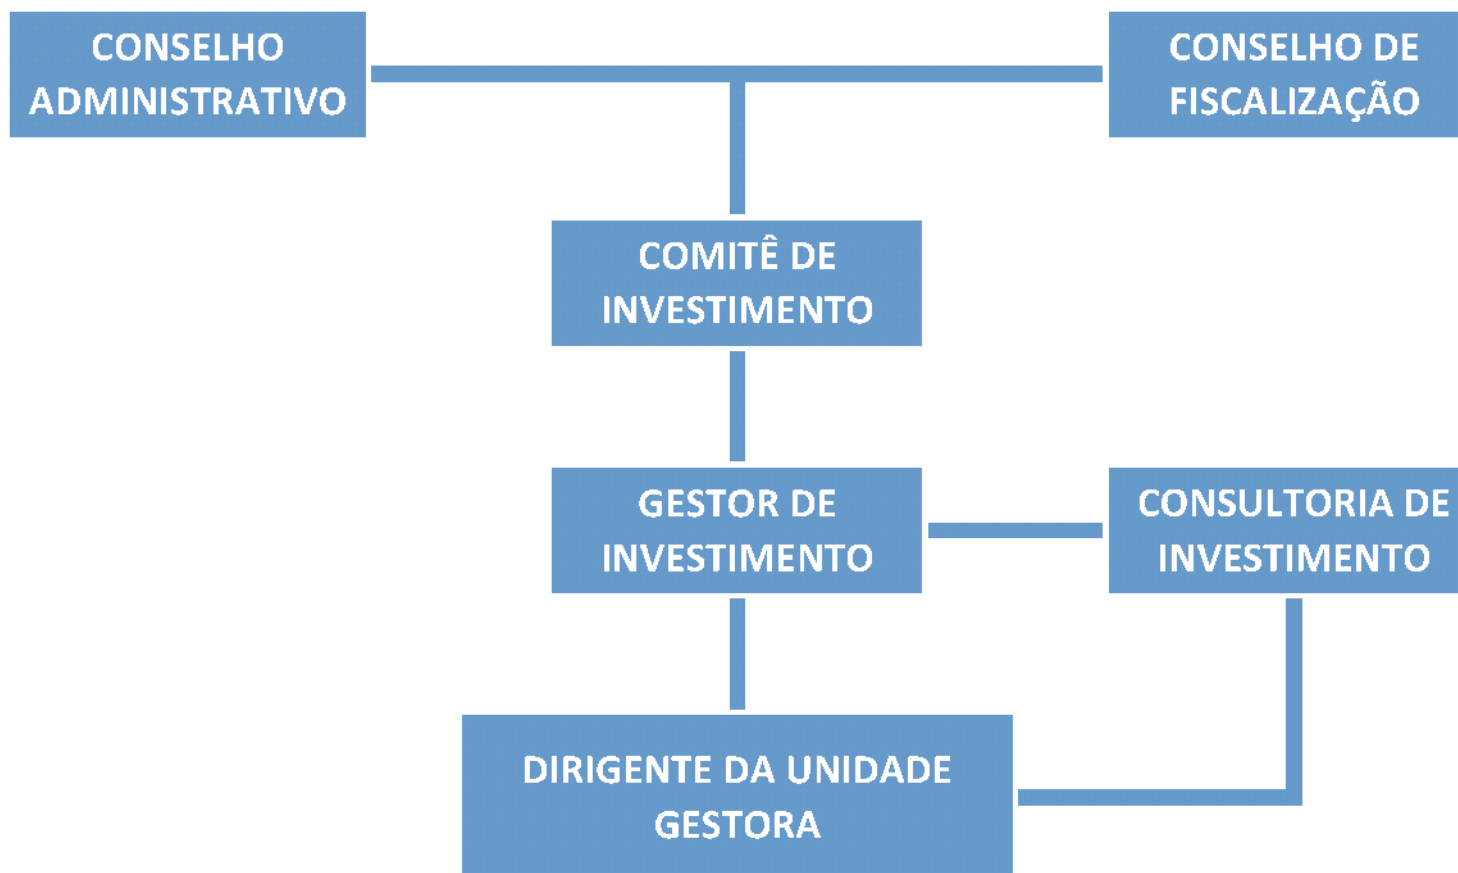 CONSELHO
ADMINISTRATIVO
CONSELHO DE
FISCALIZAÇÃO
COMITÊ DE
INVESTIMENTO
GESTOR DE
INVESTIMENTO
CONSULTORIA DE
INVESTIMENTO
DIRIGENTE DA UNIDADE
GESTORA